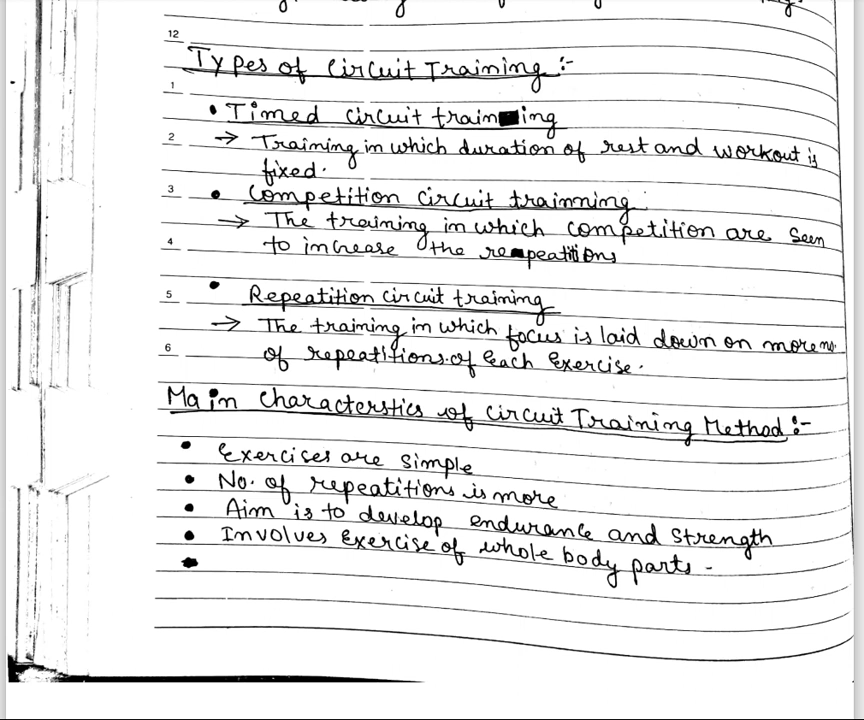 12
Types of Circuit Training :-
1
• Timed circuit training
2
→ Training in which duration of rest and workout is
fixed.
3
• Competition circuit trainning
→ The training in which competition are seen
4
to increase the repeatitions
5
• Repeatition circuit training
→ The training in which focus is laid down on more no.
6
of repeatitions of each exercise.
Main Characterstics of Circuit Training Method :-
• Exercises are simple
• No. of repeatitions is more
• Aim is to develop endurance and strength
• Involves Exercise of whole body parts -